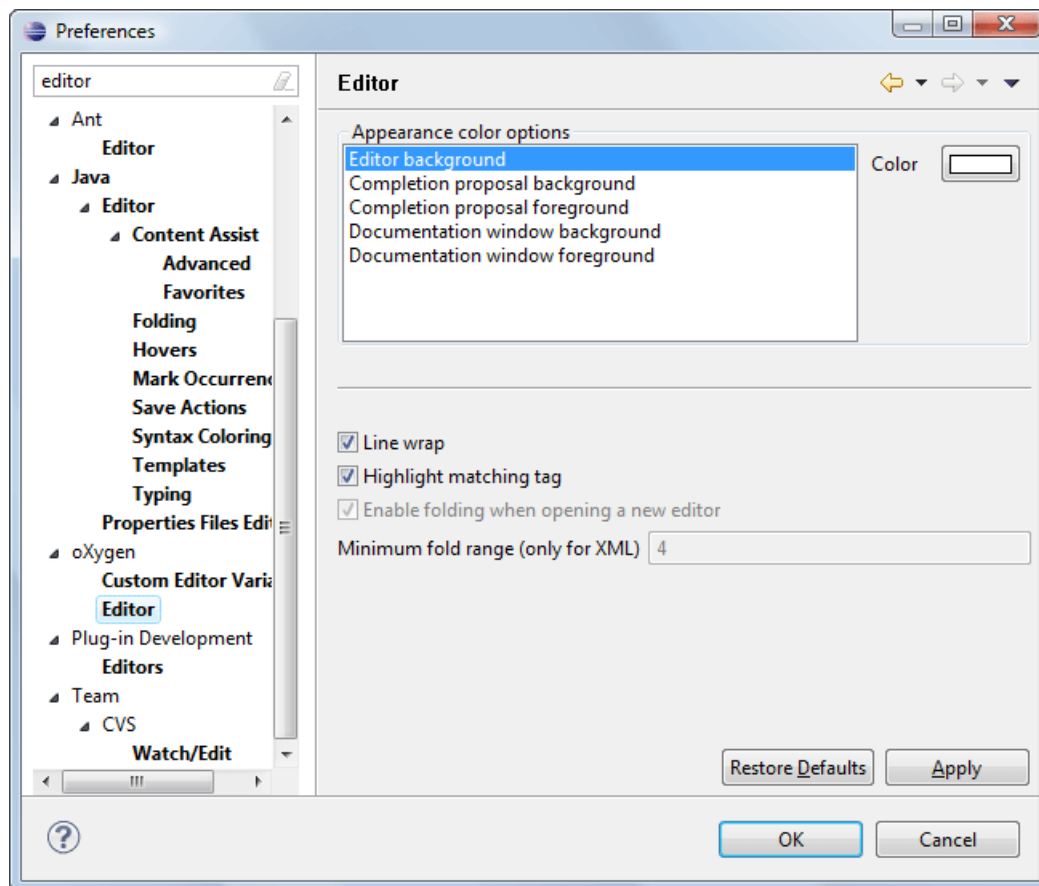 Preferences
editor
Ant
Editor
Java
Editor
Content Assist
Advanced
Favorites
Folding
Hovers
Mark Occurren
Save Actions
Syntax Coloring
Templates
Typing
Properties Files Edi
oXygen
Custom Editor Varia
Editor
Plug-in Development
Editors
Team
CVS
Watch/Edit
Editor
Appearance color options
Editor background
Completion proposal background
Completion proposal foreground
Documentation window background
Documentation window foreground
Color
Line wrap
Highlight matching tag
Enable folding when opening a new editor
Minimum fold range (only for XML) 4
Restore Defaults Apply
? OK Cancel